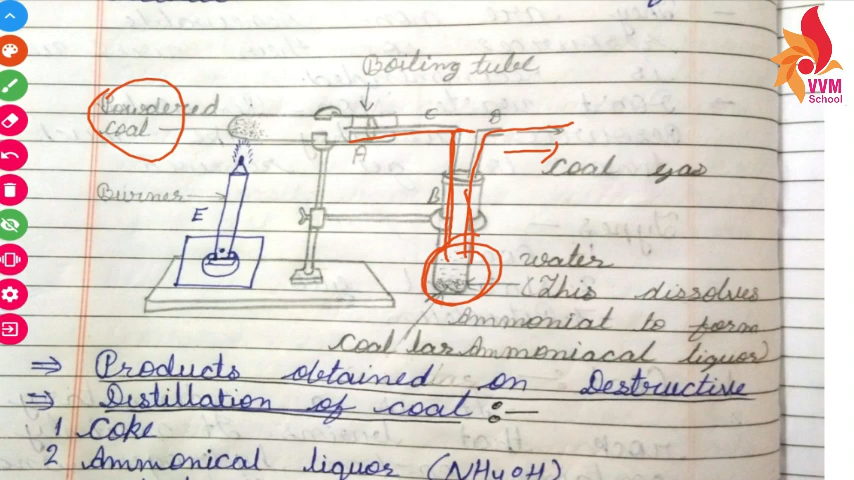 Boiling tube
VVM
School
Powdered
coal
C
D
A
coal gas
Burner
E
B
water
(This dissolves
Ammoniat to form
coal tar Ammoniacal liquor)
⇒ Products obtained on Destructive
⇒ Distillation of coal :-
1 Coke
2 Ammonical liquor (NH4OH)